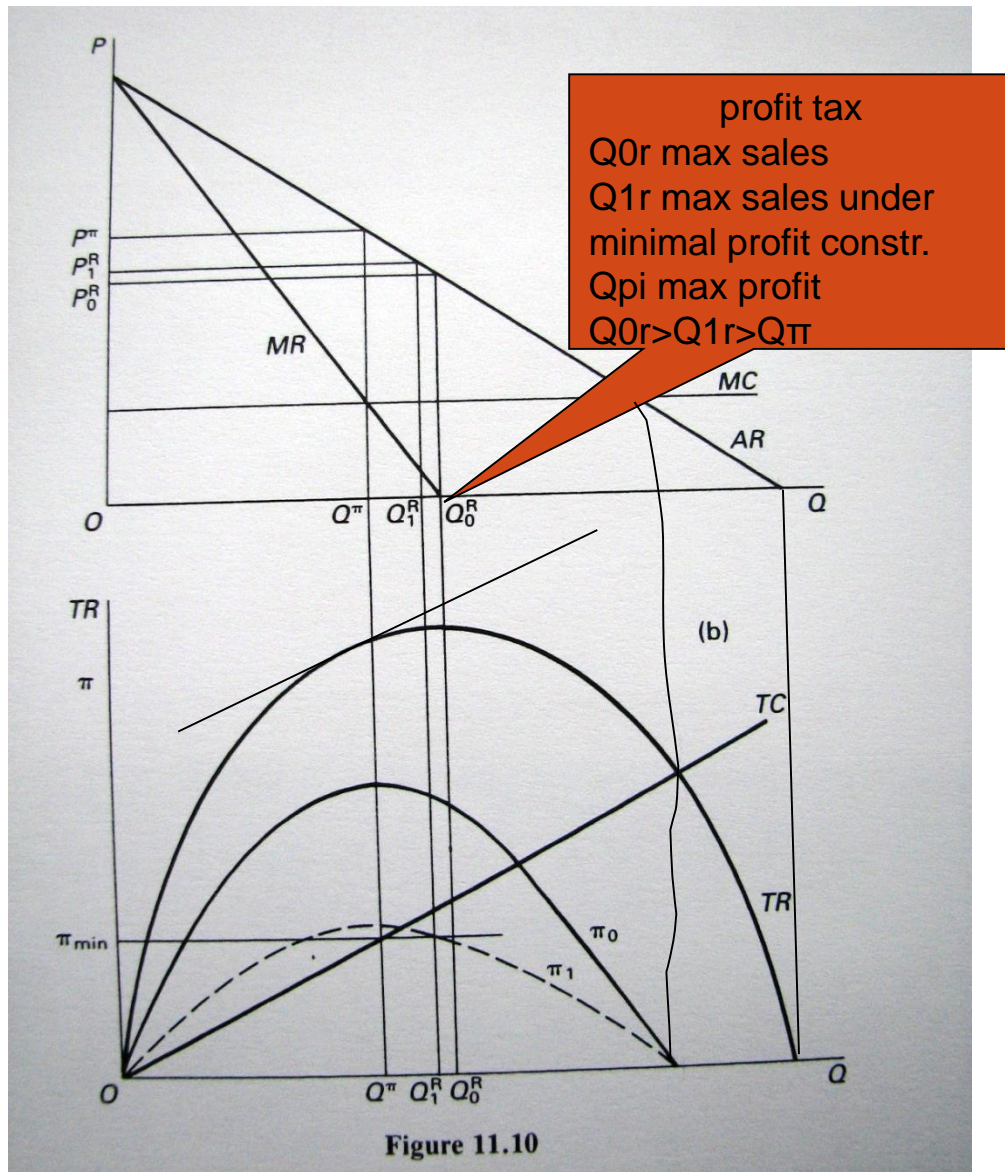 P
profit tax
Q0r max sales
Q1r max sales under
minimal profit constr.
Qpi max profit
Q0r>Q1r>Qπ
Pπ
P1R
P0R
MR
MC
AR
O
Qπ Q1R Q0R
Q
TR
π
(b)
TC
TR
πmin
π0
π1
O
Qπ Q1R Q0R
Q
Figure 11.10